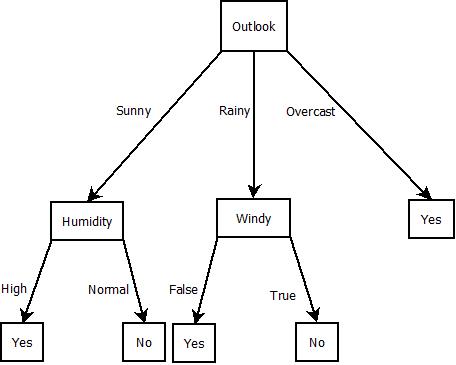 Outlook
Sunny
Rainy
Overcast
Humidity
Windy
Yes
High
Normal
False
True
Yes
No
Yes
No